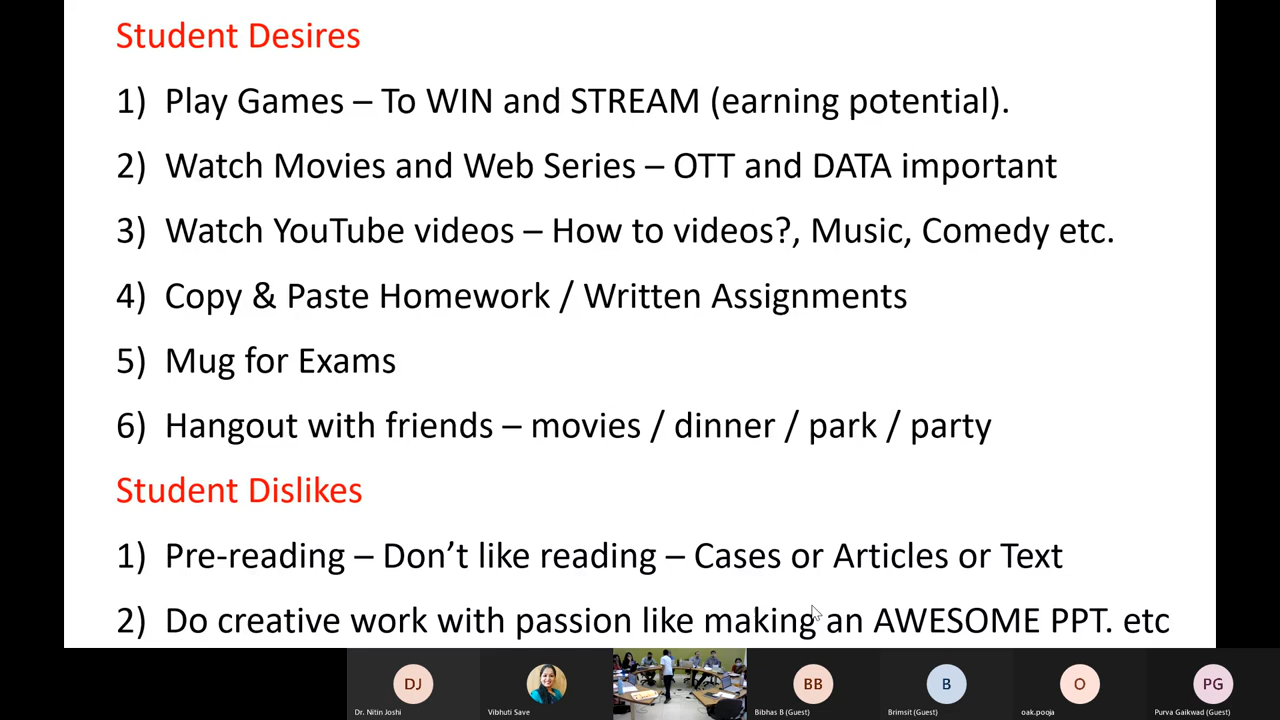 Student Desires
1) Play Games – To WIN and STREAM (earning potential).
2) Watch Movies and Web Series – OTT and DATA important
3) Watch YouTube videos – How to videos?, Music, Comedy etc.
4) Copy & Paste Homework / Written Assignments
5) Mug for Exams
6) Hangout with friends – movies / dinner / park / party
Student Dislikes
1) Pre-reading – Don’t like reading – Cases or Articles or Text
2) Do creative work with passion like making an AWESOME PPT. etc
DJ
BB
B
O
PG
Dr. Nitin Joshi
Vibhuti Save
Bibhas B (Guest)
Brimsit (Guest)
oak.pooja
Purva Gaikwad (Guest)